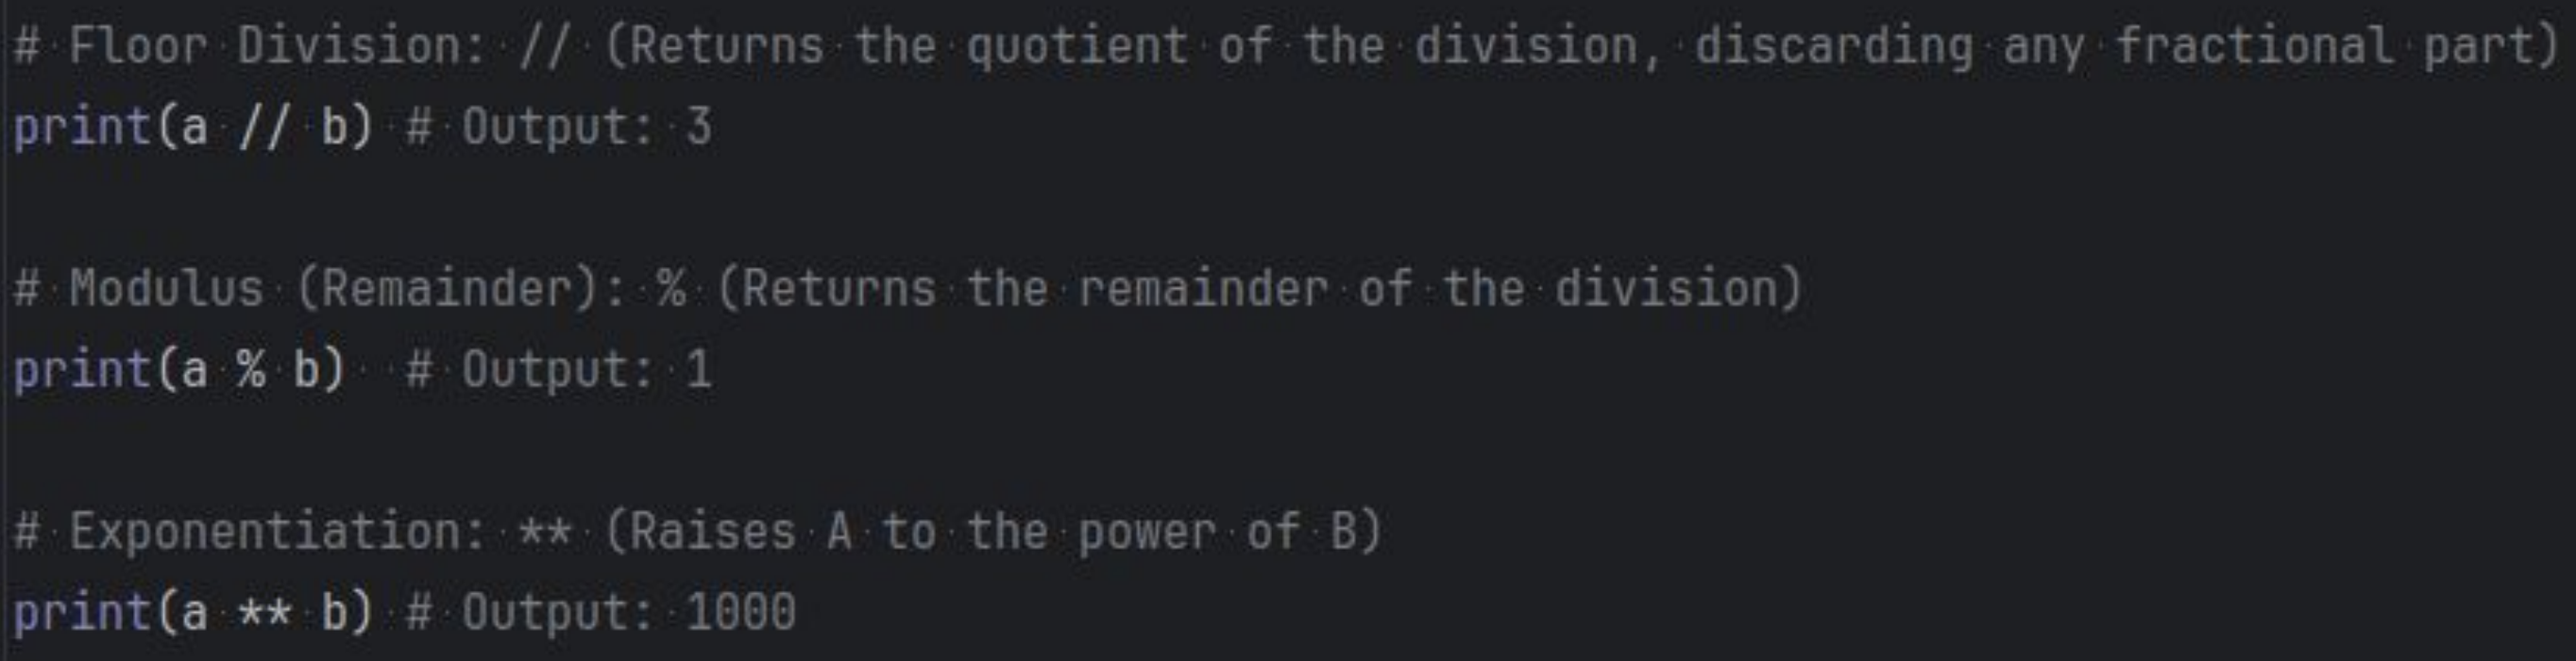 # Floor Division: // (Returns the quotient of the division, discarding any fractional part)
print(a // b) # Output: 3
# Modulus (Remainder): % (Returns the remainder of the division)
print(a % b)  # Output: 1
# Exponentiation: ** (Raises A to the power of B)
print(a ** b) # Output: 1000